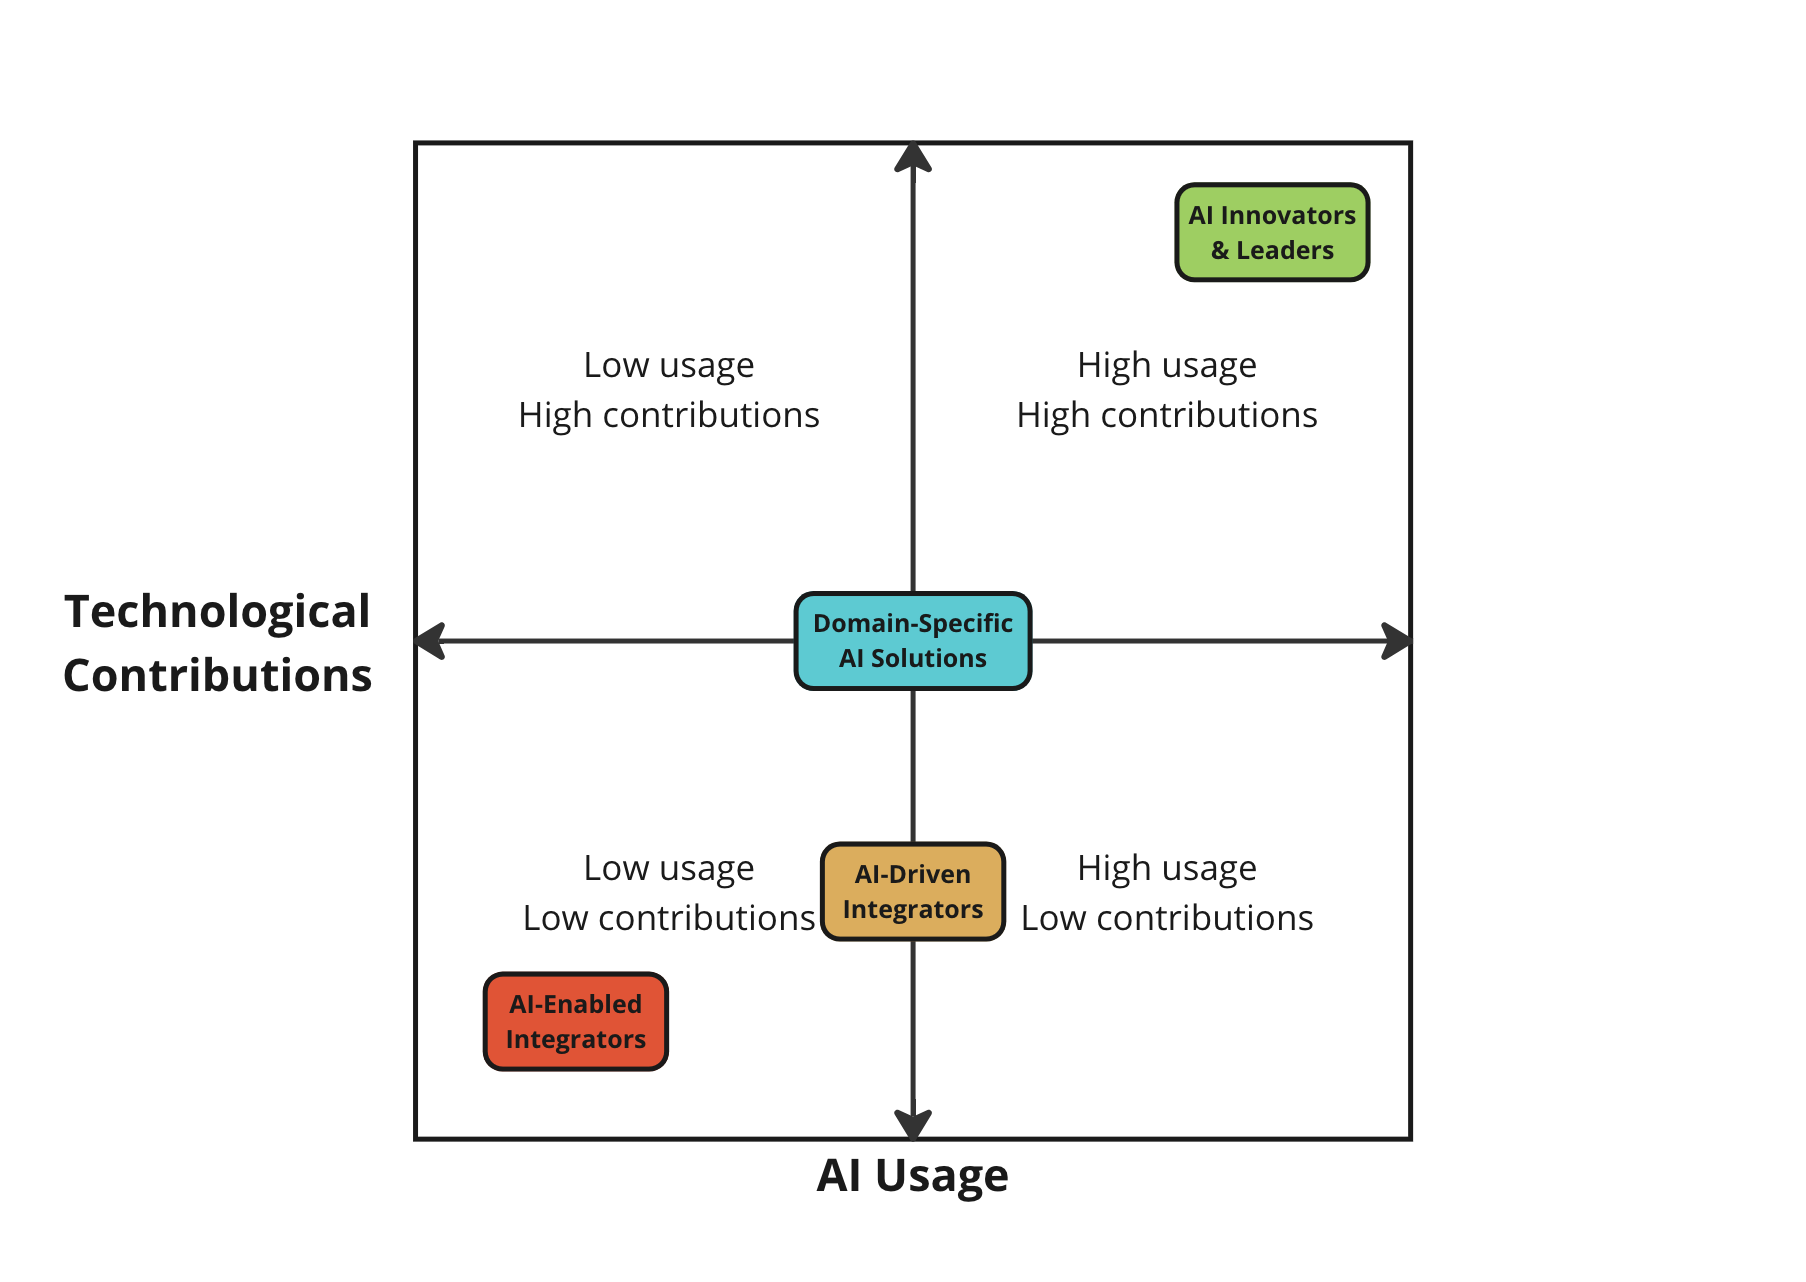 AI Innovators
& Leaders
Low usage
High contributions
High usage
High contributions
Technological
Contributions
Domain-Specific
AI Solutions
Low usage
Low contributions
AI-Driven
Integrators
High usage
Low contributions
AI-Enabled
Integrators
AI Usage